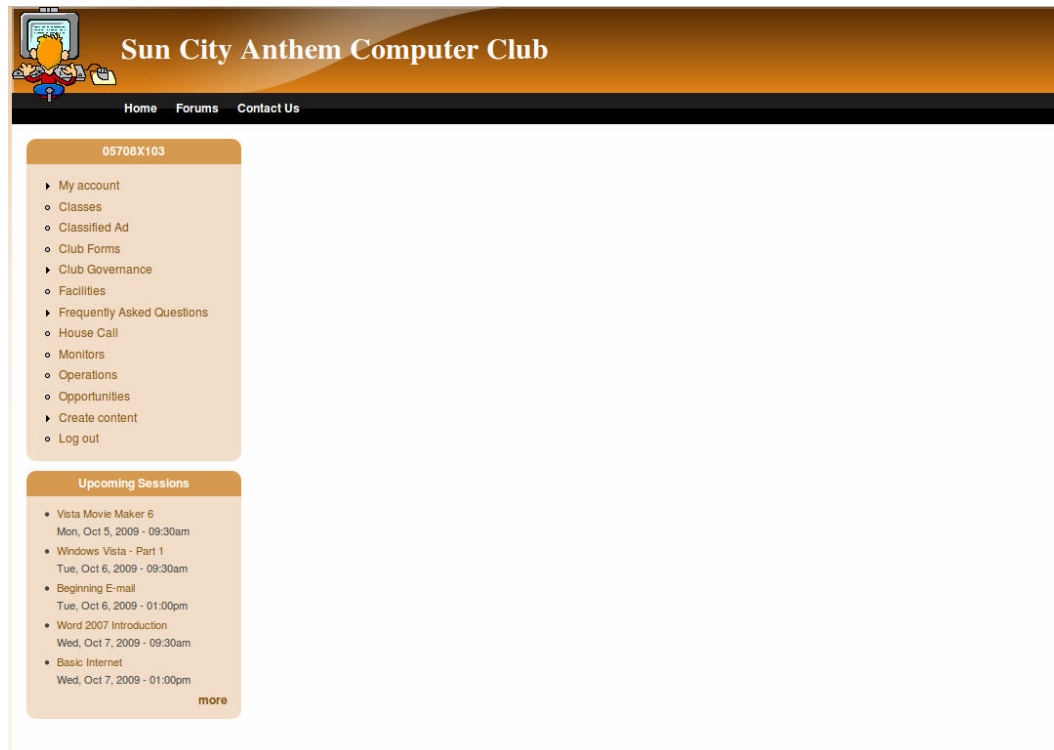 Sun City Anthem Computer Club
Home Forums Contact Us
05708X103
My account
Classes
Classified Ad
Club Forms
Club Governance
Facilities
Frequently Asked Questions
House Call
Monitors
Operations
Opportunities
Create content
Log out
Upcoming Sessions
Vista Movie Maker 6
Mon, Oct 5, 2009 - 09:30am
Windows Vista - Part 1
Tue, Oct 6, 2009 - 09:30am
Beginning E-mail
Tue, Oct 6, 2009 - 01:00pm
Word 2007 Introduction
Wed, Oct 7, 2009 - 09:30am
Basic Internet
Wed, Oct 7, 2009 - 01:00pm
more